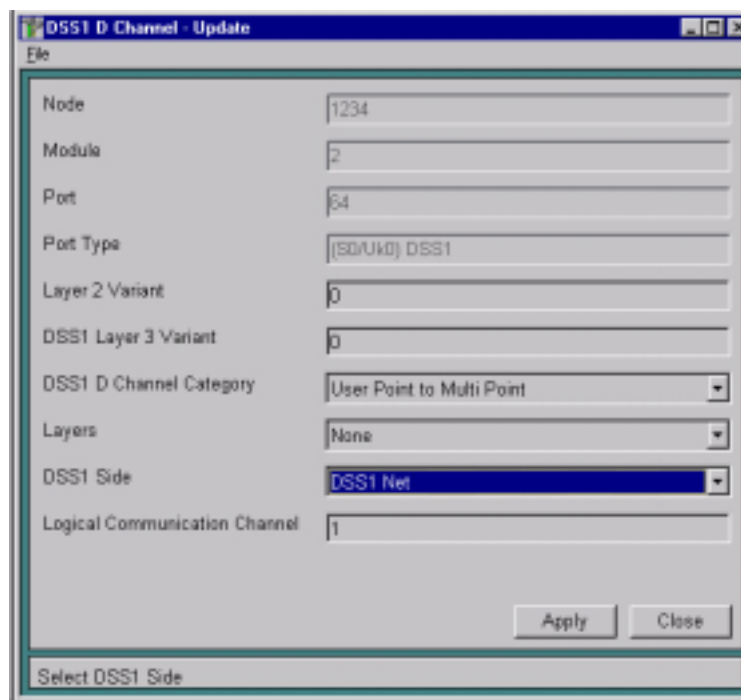 DSS1 D Channel - Update
File
Node 1234
Module 2
Port 64
Port Type (S0/Uk0) DSS1
Layer 2 Variant 0
DSS1 Layer 3 Variant 0
DSS1 D Channel Category User Point to Multi Point
Layers None
DSS1 Side DSS1 Net
Logical Communication Channel 1
Apply Close
Select DSS1 Side